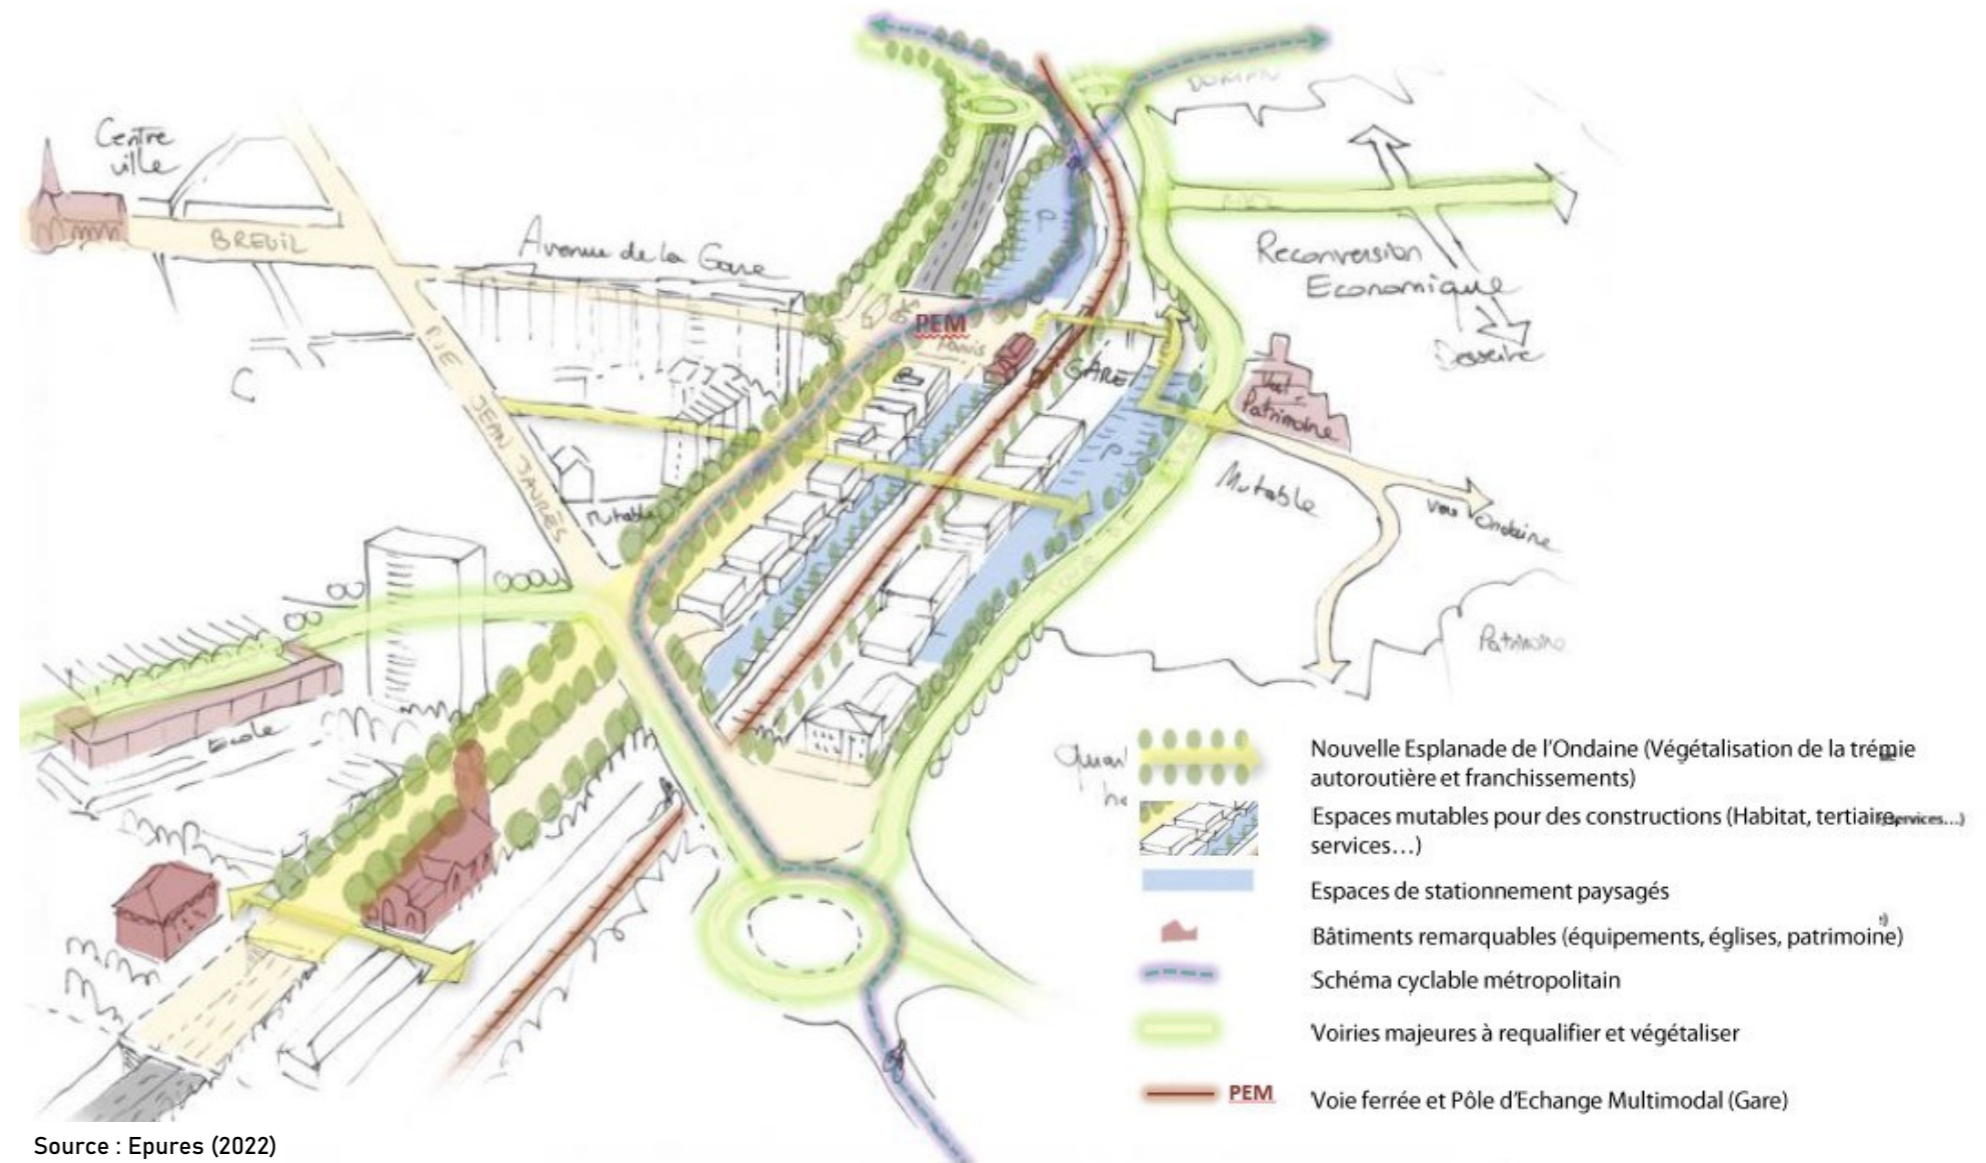 Centre
ville
BREUIL
Avenue de la Gare
RUE JEAN JAURES
C
P
PEM
Parvis
GARE
P
Reconversion
Economique
Desserte
Patrimoine
Mutable
Mutable
Vers Ondaine
Patrimoine
Ecole
Nouvelle Esplanade de l'Ondaine (Végétalisation de la trémie
autoroutière et franchissements)
Espaces mutables pour des constructions (Habitat, tertiaire,
services…)
Espaces de stationnement paysagés
Bâtiments remarquables (équipements, églises, patrimoine)
Schéma cyclable métropolitain
Voiries majeures à requalifier et végétaliser
PEM
Voie ferrée et Pôle d'Echange Multimodal (Gare)
Source : Epures (2022)